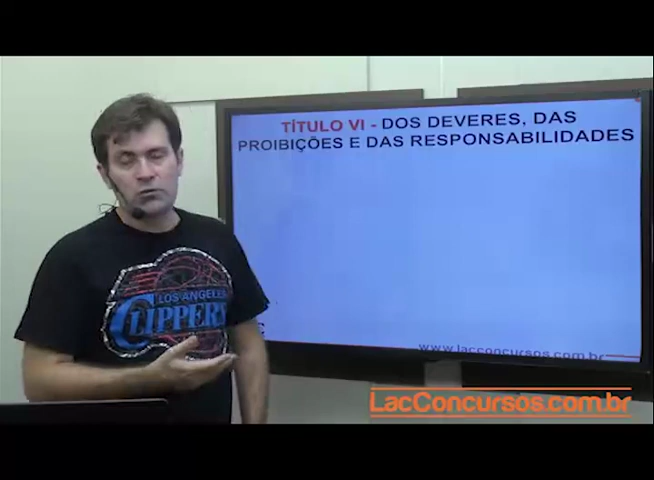 TÍTULO VI - DOS DEVERES, DAS
PROIBIÇÕES E DAS RESPONSABILIDADES
LOS ANGELES
CLIPPERS
www.lacconcursos.com.br
LacConcursos.com.br